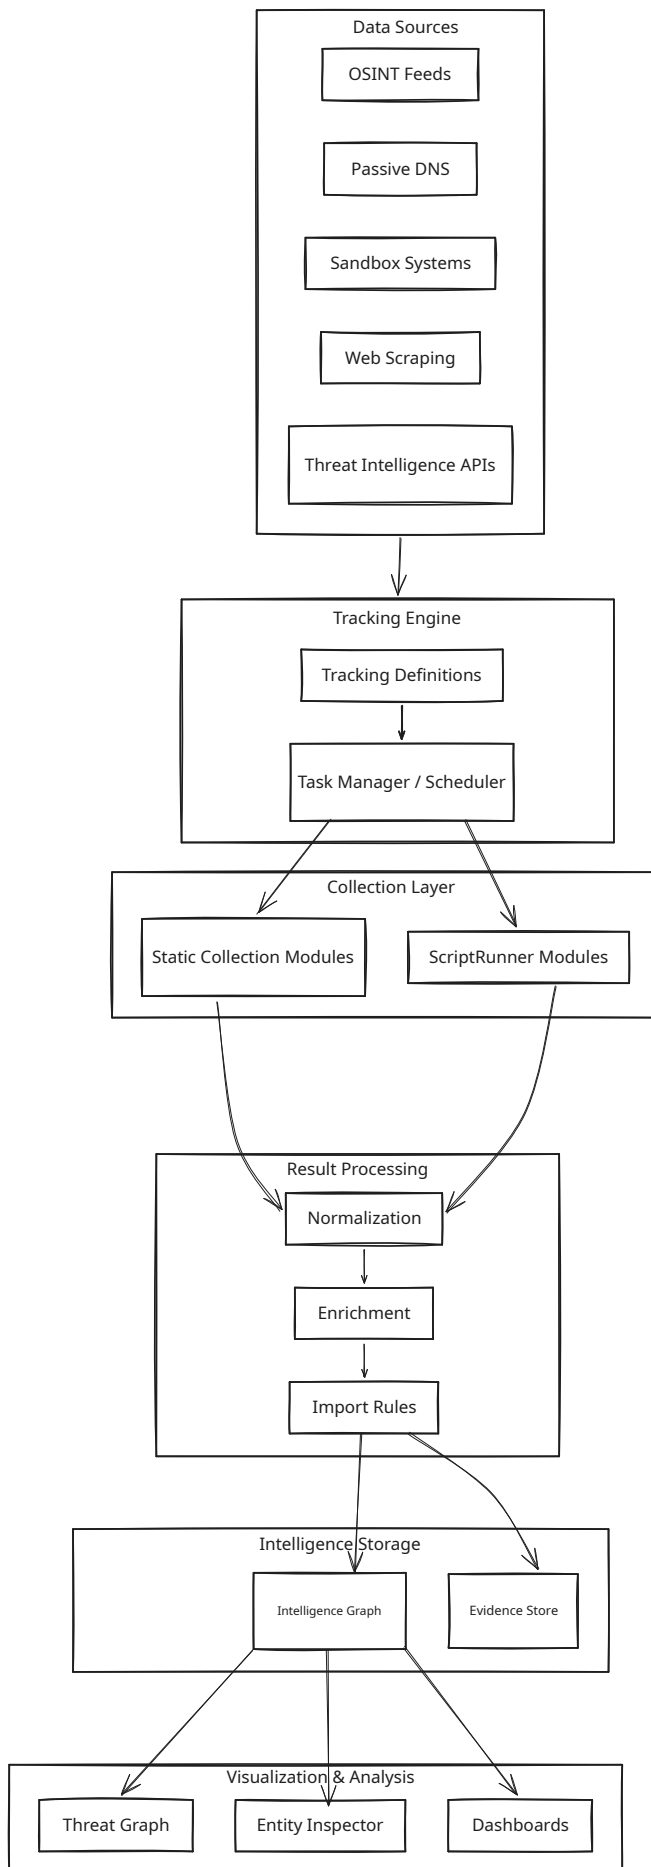 Data Sources
OSINT Feeds
Passive DNS
Sandbox Systems
Web Scraping
Threat Intelligence APIs
Tracking Engine
Tracking Definitions
Task Manager / Scheduler
Collection Layer
Static Collection Modules
ScriptRunner Modules
Result Processing
Normalization
Enrichment
Import Rules
Intelligence Storage
Intelligence Graph
Evidence Store
Visualization & Analysis
Threat Graph
Entity Inspector
Dashboards